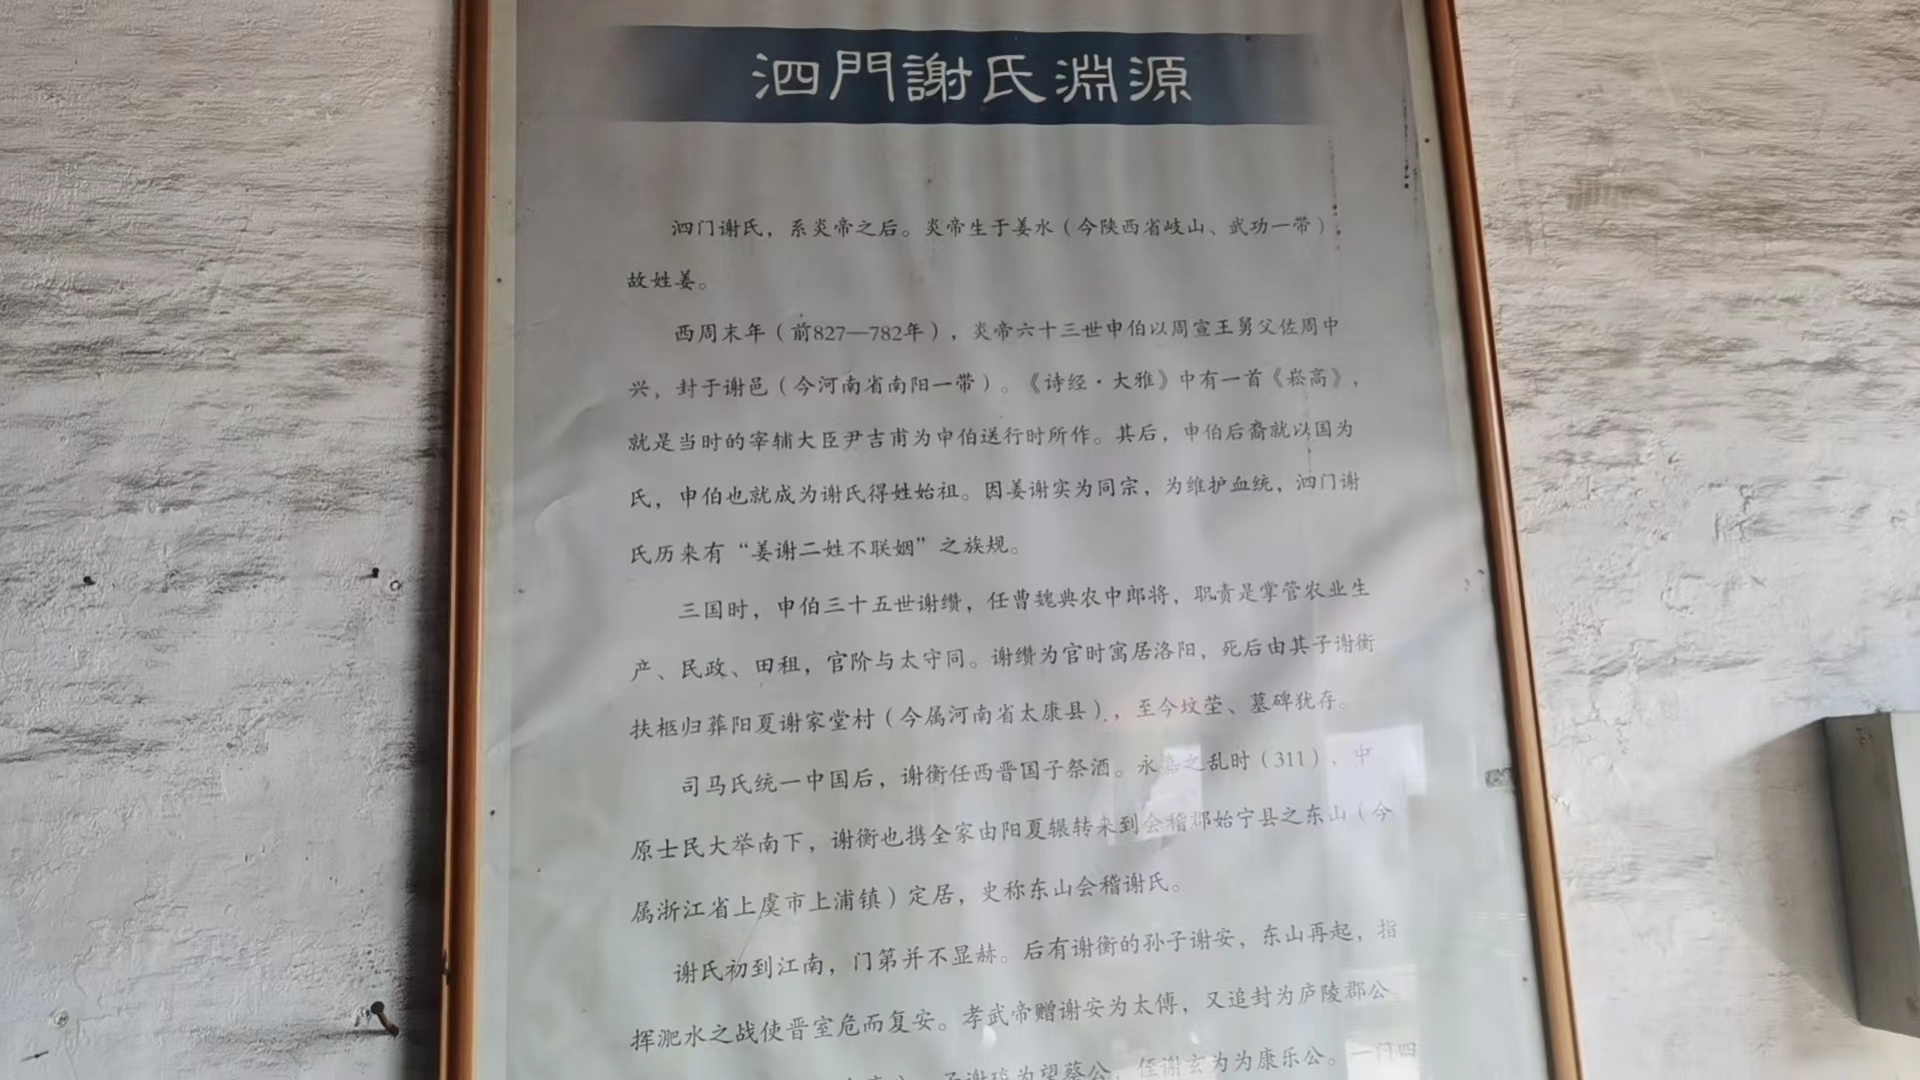 泗門謝氏淵源
泗门谢氏，系炎帝之后。炎帝生于姜水（今陕西省岐山、武功一带），
故姓姜。
西周末年（前827—782年），炎帝六十三世申伯以周宣王舅父佐周中
兴，封于谢邑（今河南省南阳一带）。《诗经·大雅》中有一首《崧高》，
就是当时的宰辅大臣尹吉甫为申伯送行时所作。其后，申伯后裔就以国为
氏，申伯也就成为谢氏得姓始祖。因姜谢实为同宗，为维护血统，泗门谢
氏历来有“姜谢二姓不联姻”之族规。
三国时，申伯三十五世谢缵，任曹魏典农中郎将，职责是掌管农业生
产、民政、田租，官阶与太守同。谢缵为官时寓居洛阳，死后由其子谢衡
扶柩归葬阳夏谢家堂村（今属河南省太康县），至今坟茔、墓碑犹存。
司马氏统一中国后，谢衡任西晋国子祭酒。永嘉之乱时（311），中
原士民大举南下，谢衡也携全家由阳夏辗转来到会稽郡始宁县之东山（今
属浙江省上虞市上浦镇）定居，史称东山会稽谢氏。
谢氏初到江南，门第并不显赫。后有谢衡的孙子谢安，东山再起，指
挥淝水之战使晋室危而复安。孝武帝赠谢安为太傅，又追封为庐陵郡公
子谢琰为望蔡公，侄谢玄为为康乐公。一门四